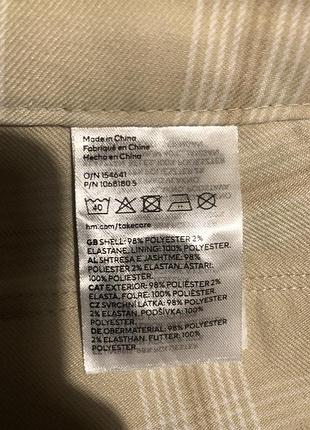 Made in China
Fabriqué en Chine
Hecho en China
O/N 154641
P/N 1068180 5
40
hm.com/takecare
GB SHELL: 98% POLYESTER 2%
ELASTANE. LINING: 100% POLYESTER.
AL SHTRESA E JASHTME: 98%
POLIESTER 2% ELASTAN. ASTARI:
100% POLIESTER.
CAT EXTERIOR: 98% POLIÈSTER 2%
ELASTÀ. FOLRE: 100% POLIÈSTER.
CZ SVRCHNÍ LÁTKA: 98% POLYESTER
2% ELASTAN. PODŠÍVKA: 100%
POLYESTER.
DE OBERMATERIAL: 98% POLYESTER
2% ELASTHAN. FUTTER: 100%
POLYESTER.